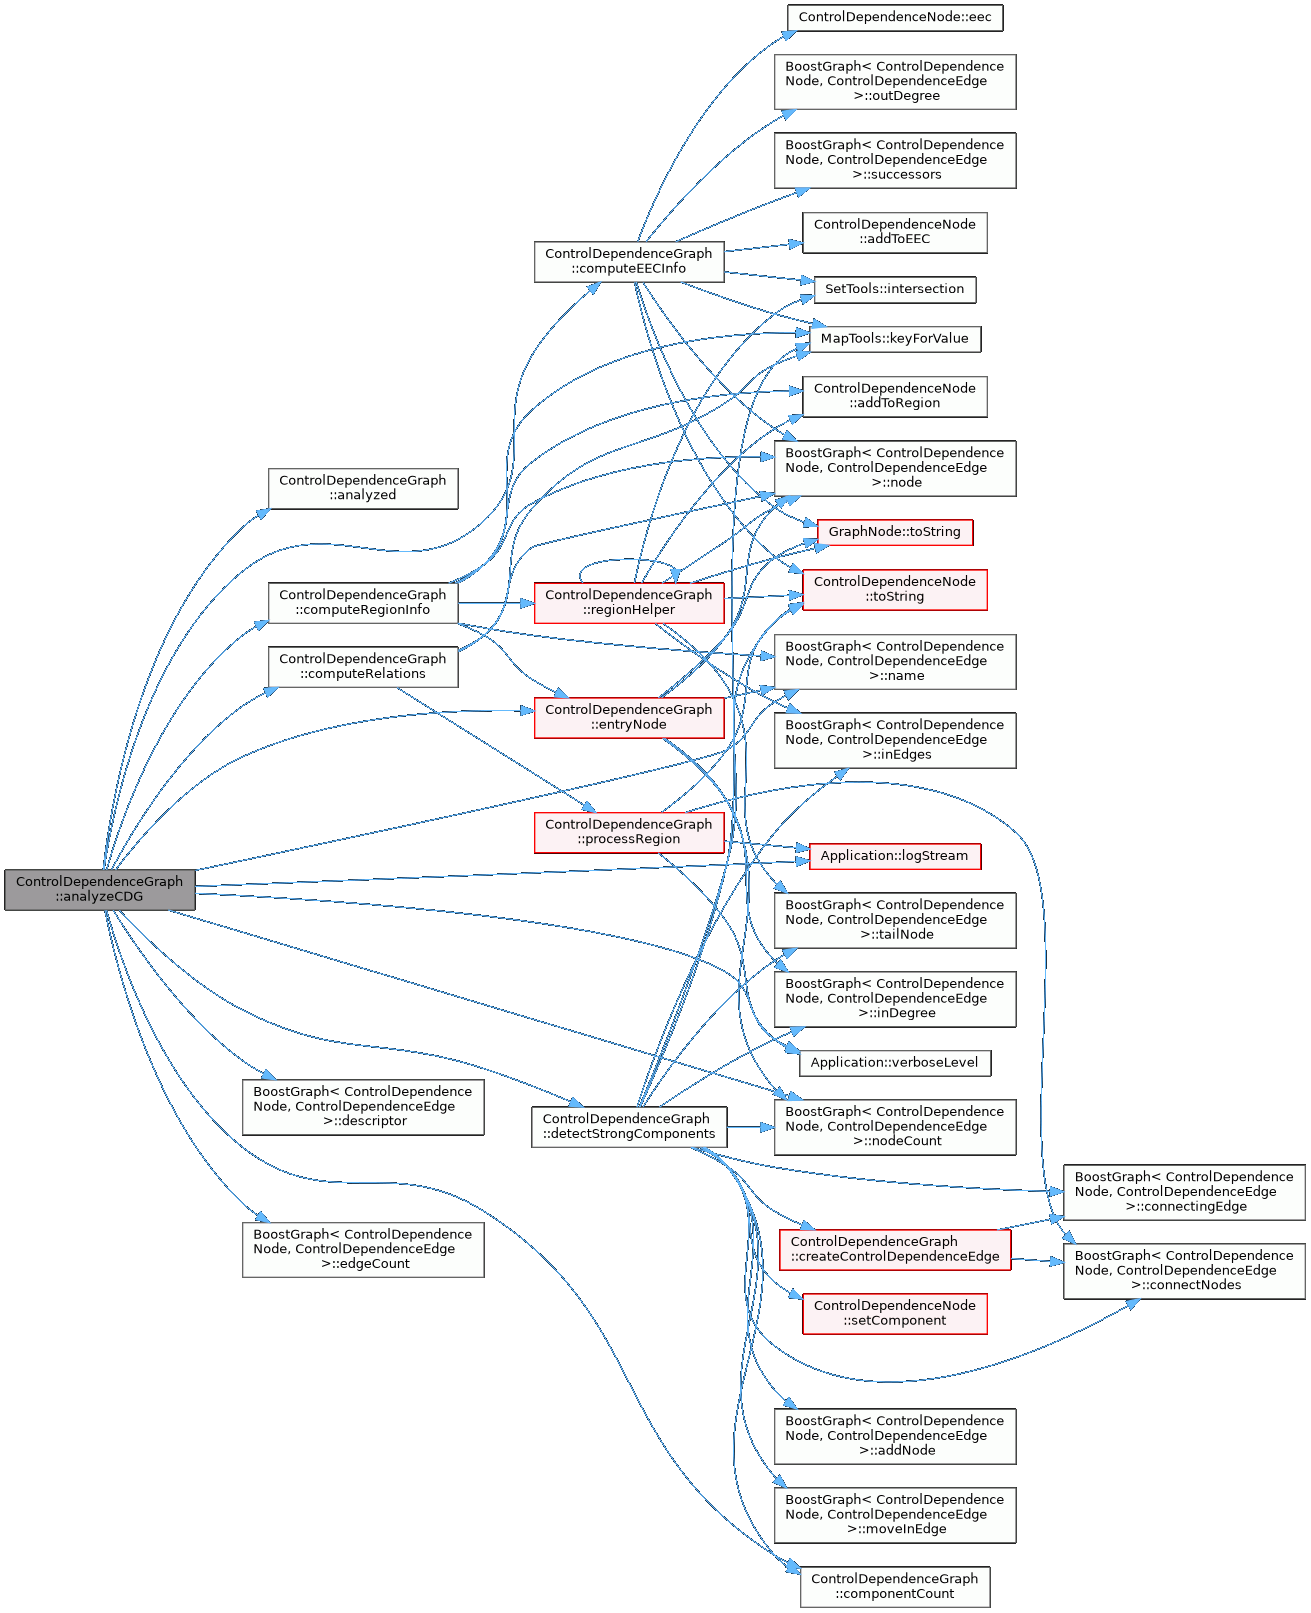 ControlDependenceGraph
::analyzeCDG
ControlDependenceGraph
::analyzed
ControlDependenceGraph
::computeRegionInfo
ControlDependenceGraph
::computeRelations
BoostGraph< ControlDependence
Node, ControlDependenceEdge
>::descriptor
BoostGraph< ControlDependence
Node, ControlDependenceEdge
>::edgeCount
ControlDependenceGraph
::computeEECInfo
ControlDependenceGraph
::regionHelper
ControlDependenceGraph
::entryNode
ControlDependenceGraph
::processRegion
ControlDependenceGraph
::detectStrongComponents
ControlDependenceNode::eec
BoostGraph< ControlDependence
Node, ControlDependenceEdge
>::outDegree
BoostGraph< ControlDependence
Node, ControlDependenceEdge
>::successors
ControlDependenceNode
::addToEEC
SetTools::intersection
MapTools::keyForValue
ControlDependenceNode
::addToRegion
BoostGraph< ControlDependence
Node, ControlDependenceEdge
>::node
GraphNode::toString
ControlDependenceNode
::toString
BoostGraph< ControlDependence
Node, ControlDependenceEdge
>::name
BoostGraph< ControlDependence
Node, ControlDependenceEdge
>::inEdges
Application::logStream
BoostGraph< ControlDependence
Node, ControlDependenceEdge
>::tailNode
BoostGraph< ControlDependence
Node, ControlDependenceEdge
>::inDegree
Application::verboseLevel
BoostGraph< ControlDependence
Node, ControlDependenceEdge
>::nodeCount
ControlDependenceGraph
::createControlDependenceEdge
ControlDependenceNode
::setComponent
BoostGraph< ControlDependence
Node, ControlDependenceEdge
>::addNode
BoostGraph< ControlDependence
Node, ControlDependenceEdge
>::moveInEdge
ControlDependenceGraph
::componentCount
BoostGraph< ControlDependence
Node, ControlDependenceEdge
>::connectingEdge
BoostGraph< ControlDependence
Node, ControlDependenceEdge
>::connectNodes